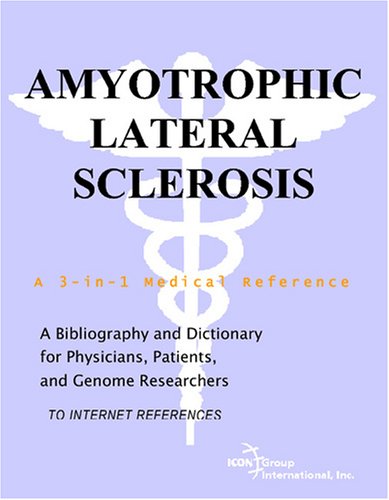 AMYOTROPHIC
LATERAL
SCLEROSIS
A 3-in-1 Medical Reference
A Bibliography and Dictionary
for Physicians, Patients,
and Genome Researchers
TO INTERNET REFERENCES
ICON Group
International, Inc.